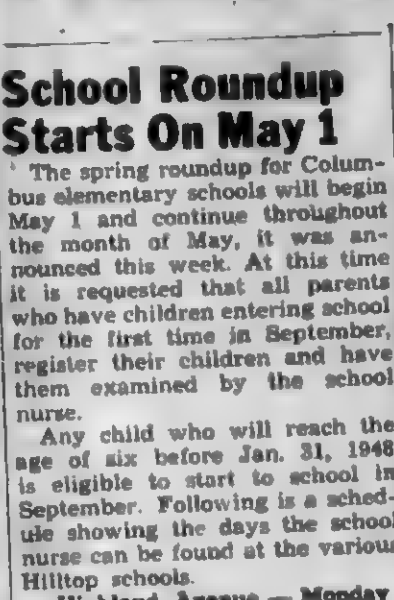 School Roundup
Starts On May 1
The spring roundup for Colum-
bus elementary schools will begin
May 1 and continue throughout
the month of May, it was an-
nounced this week. At this time
it is requested that all parents
who have children entering school
for the first time in September,
register their children and have
them examined by the school
nurse.
Any child who will reach the
age of six before Jan. 31, 1948
is eligible to start to school in
September. Following is a sched-
ule showing the days the school
nurse can be found at the various
Hilltop schools.
Highland Avenue — Monday